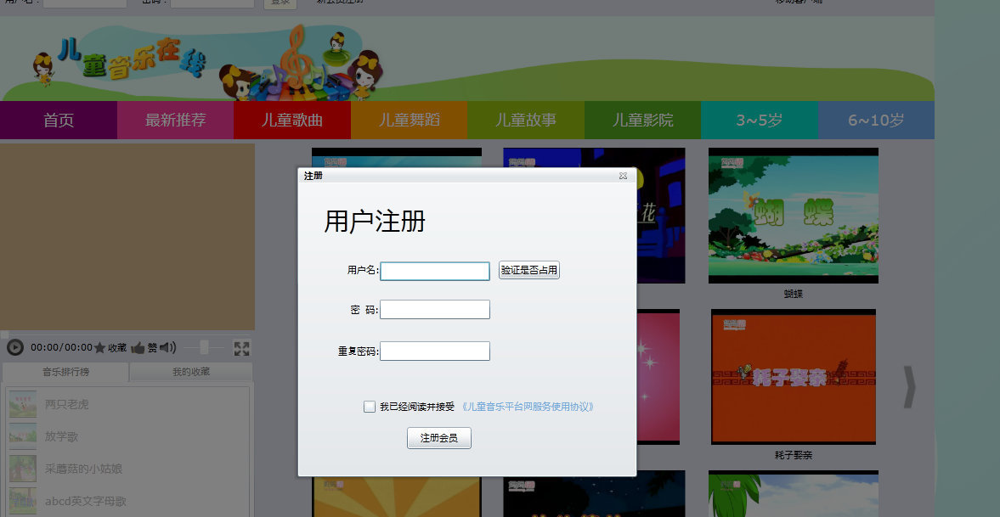 用户名：
密码：
登录
新会员注册
移动客户端
儿童音乐在线
首页
最新推荐
儿童歌曲
儿童舞蹈
儿童故事
儿童影院
3~5岁
6~10岁
注册
用户注册
用户名:
验证是否占用
密 码:
重复密码:
我已经阅读并接受 《儿童音乐平台网服务使用协议》
注册会员
花
蝴 蝶
蝴蝶
耗子娶亲
耗子娶亲
00:00/00:00
收藏
赞
音乐排行榜
我的收藏
两只老虎
放学歌
采蘑菇的小姑娘
abcd英文字母歌